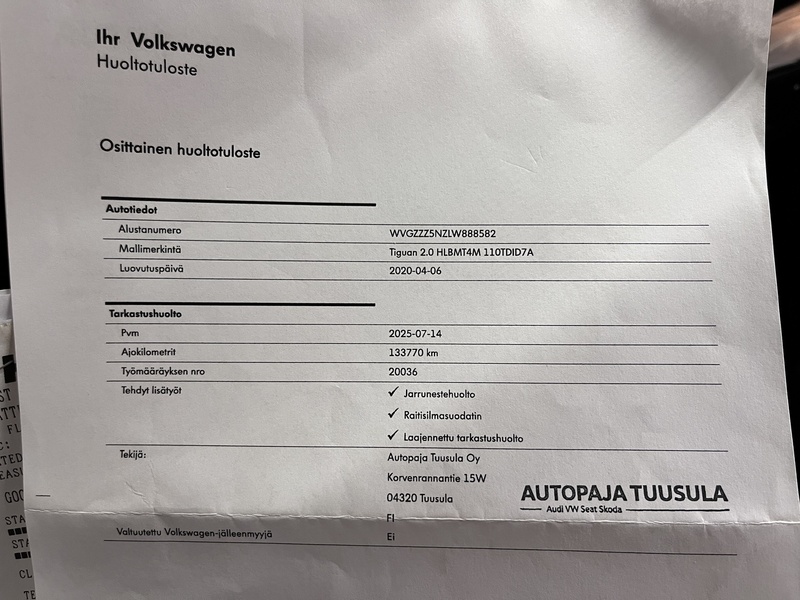 Ihr Volkswagen
Huoltotuloste
Osittainen huoltotuloste
Autotiedot
Alustanumero WVGZZZ5NZLW888582
Mallimerkintä Tiguan 2.0 HLBMT4M 110TDID7A
Luovutuspäivä 2020-04-06
Tarkastushuolto
Pvm 2025-07-14
Ajokilometrit 133770 km
Työmääräyksen nro 20036
Tehdyt lisätyöt ✓ Jarrunestehuolto
✓ Raitisilmasuodatin
✓ Laajennettu tarkastushuolto
Tekijä: Autopaja Tuusula Oy
Korvenrannantie 15W
04320 Tuusula
FI
AUTOPAJA TUUSULA
Audi VW Seat Skoda
Valtuutettu Volkswagen-jälleenmyyjä Ei